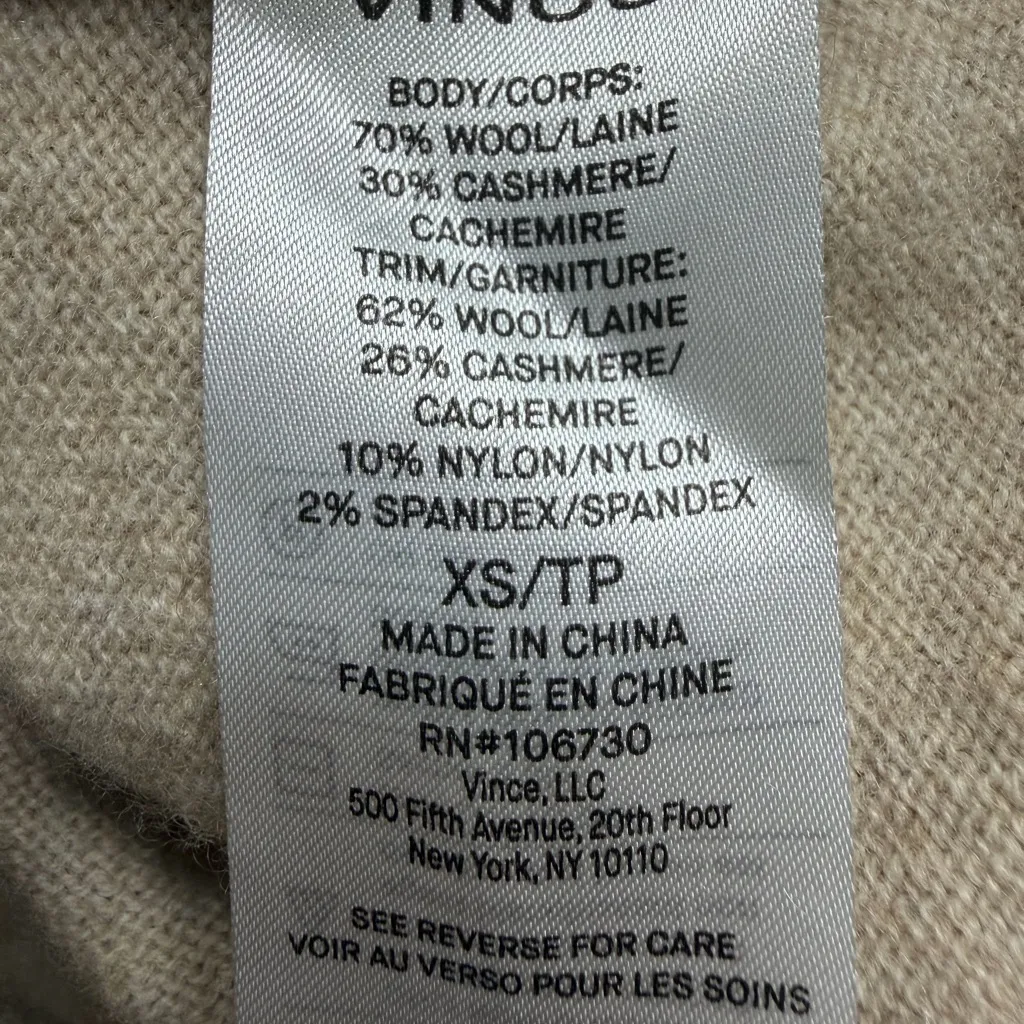 VINCE
BODY/CORPS:
70% WOOL/LAINE
30% CASHMERE/
CACHEMIRE
TRIM/GARNITURE:
62% WOOL/LAINE
26% CASHMERE/
CACHEMIRE
10% NYLON/NYLON
2% SPANDEX/SPANDEX
XS/TP
MADE IN CHINA
FABRIQUÉ EN CHINE
RN#106730
Vince, LLC
500 Fifth Avenue, 20th Floor
New York, NY 10110
SEE REVERSE FOR CARE
VOIR AU VERSO POUR LES SOINS